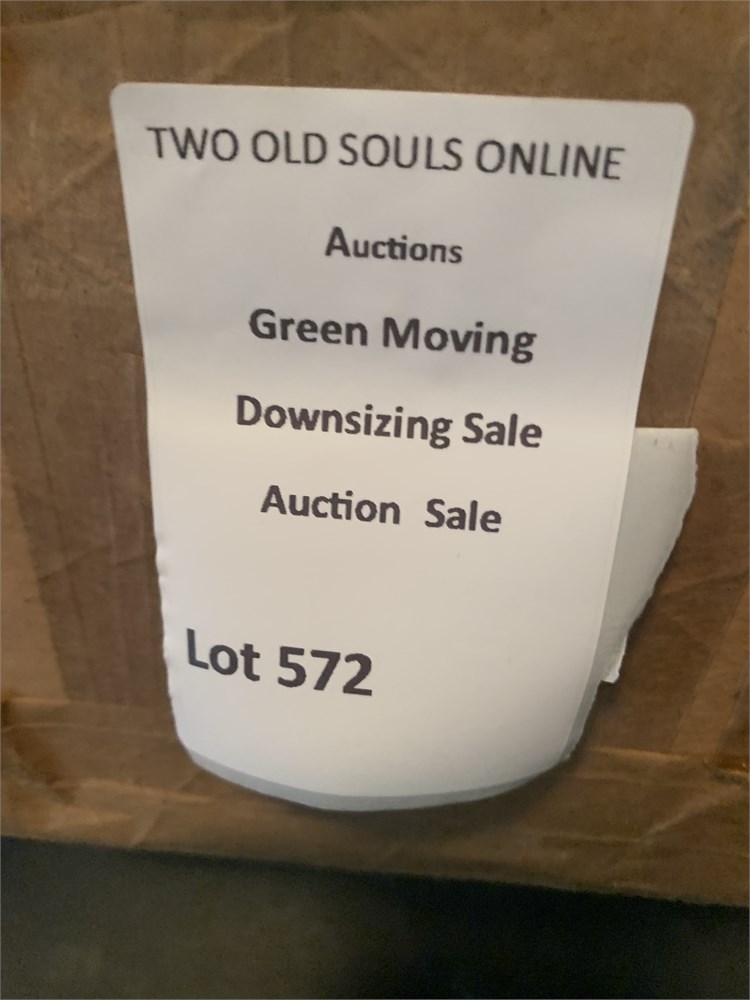 TWO OLD SOULS ONLINE
Auctions
Green Moving
Downsizing Sale
Auction Sale
Lot 572